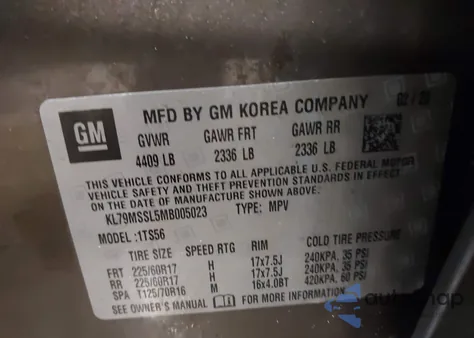 MFD BY GM KOREA COMPANY 02 / 20
GM
GVWR GAWR FRT GAWR RR
4409 LB 2336 LB 2336 LB
THIS VEHICLE CONFORMS TO ALL APPLICABLE U.S. FEDERAL MOTOR
VEHICLE SAFETY AND THEFT PREVENTION STANDARDS IN EFFECT
ON THE DATE OF MANUFACTURE SHOWN ABOVE.
KL79MSSL5MB005023 TYPE: MPV
MODEL :1TS56
TIRE SIZE SPEED RTG RIM COLD TIRE PRESSURE
FRT 225/60R17 H 17x7.5J 240KPA, 35 PSI
RR 225/60R17 H 17x7.5J 240KPA, 35 PSI
SPA T125/70R16 M 16x4.0BT 420KPA, 60 PSI
SEE OWNER'S MANUAL FOR MORE INFORMATION